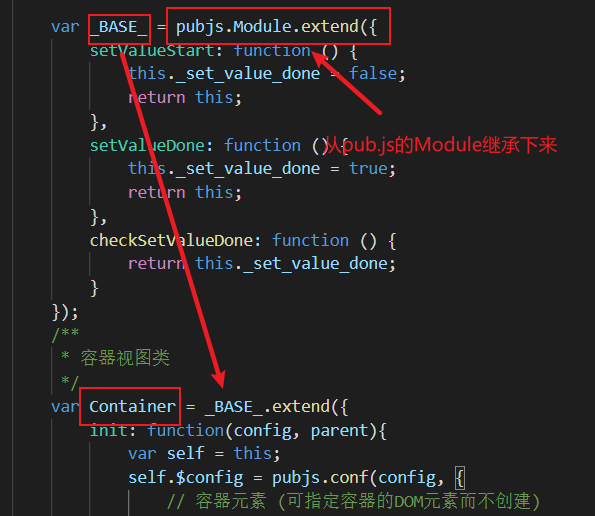 var _BASE_ = pubjs.Module.extend({
setValueStart: function () {
this._set_value_done = false;
return this;
},
setValueDone: function () {
从pub.js的Module继承下来
this._set_value_done = true;
return this;
},
checkSetValueDone: function () {
return this._set_value_done;
}
});
/**
* 容器视图类
*/
var Container = _BASE_.extend({
init: function(config, parent){
var self = this;
self.$config = pubjs.conf(config, {
// 容器元素 (可指定容器的DOM元素而不创建)